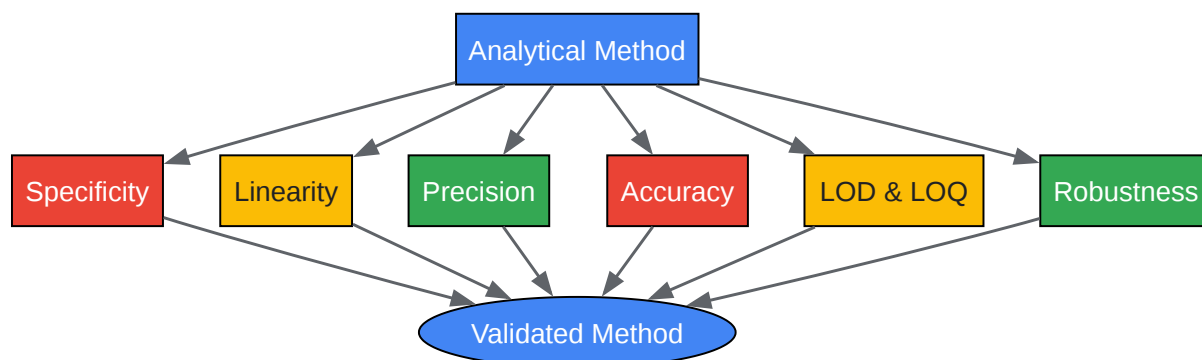 Analytical Method
Specificity
Linearity
Precision
Accuracy
LOD & LOQ
Robustness
Validated Method